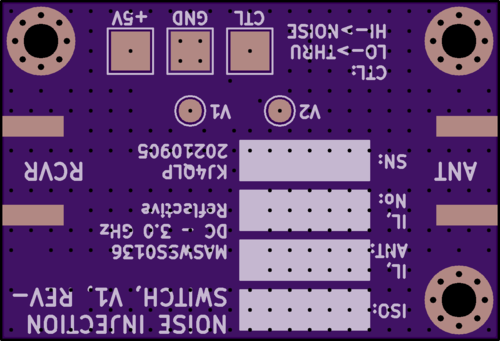 ISO:
NOISE INJECTION
SWITCH, V1, REV-
IL,
ANT:
MASWSS0136
DC - 3.0 GHz
Reflective
IL,
No:
SN:
KJ4QLP
202109C5
ANT
RCVR
V2
V1
CTL:
LO->THRU
HI->NOISE
CTL GND +5V